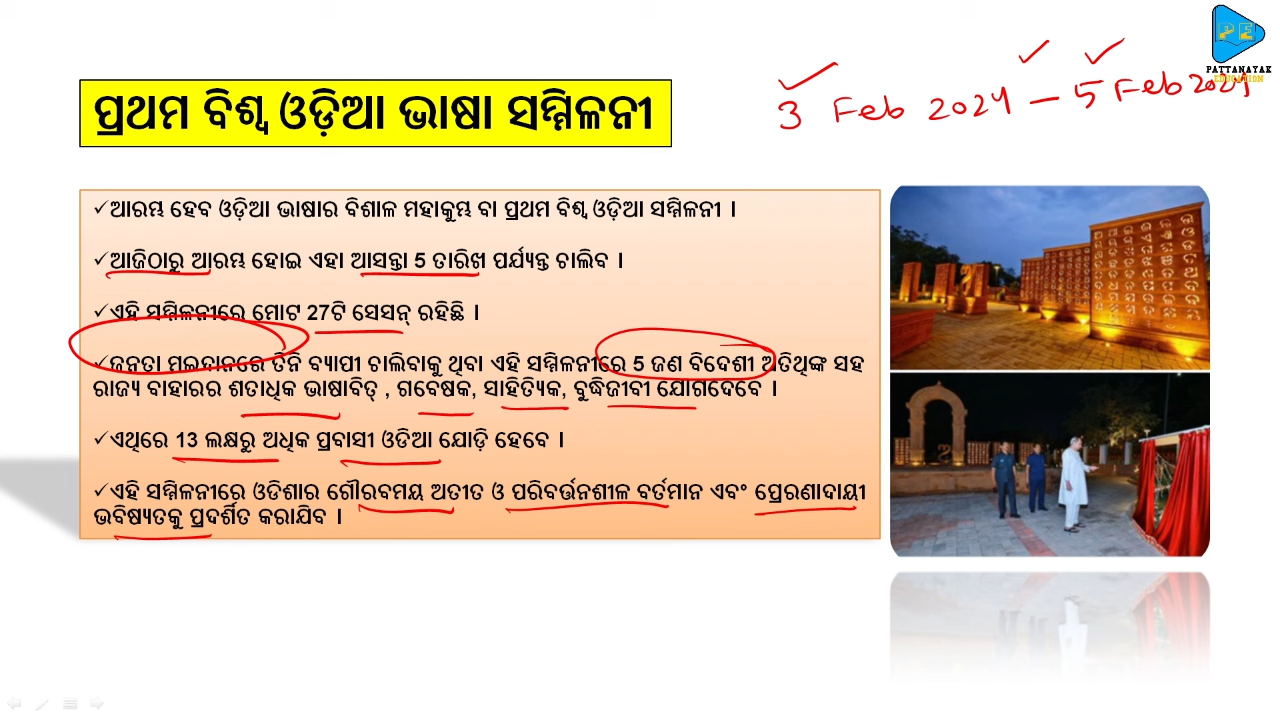 ପ୍ରଥମ ବିଶ୍ୱ ଓଡ଼ିଆ ଭାଷା ସମ୍ମିଳନୀ
3 Feb 2024 – 5 Feb 2024
PE
PATTANAYAK
EDUCATION
✓ଆରମ୍ଭ ହେବ ଓଡ଼ିଆ ଭାଷାର ବିଶାଳ ମହାକୁମ୍ଭ ବା ପ୍ରଥମ ବିଶ୍ୱ ଓଡ଼ିଆ ସମ୍ମିଳନୀ ।
✓ଆଜିଠାରୁ ଆରମ୍ଭ ହୋଇ ଏହା ଆସନ୍ତା 5 ତାରିଖ ପର୍ଯ୍ୟନ୍ତ ଚାଲିବ ।
✓ଏହି ସମ୍ମିଳନୀରେ ମୋଟ 27ଟି ସେସନ୍ ରହିଛି ।
✓ଜନତା ମଇଦାନରେ ତିନି ବ୍ୟାପୀ ଚାଲିବାକୁ ଥିବା ଏହି ସମ୍ମିଳନୀରେ 5 ଜଣ ବିଦେଶୀ ଅତିଥିଙ୍କ ସହ
ରାଜ୍ୟ ବାହାରର ଶତାଧିକ ଭାଷାବିତ୍ , ଗବେଷକ, ସାହିତ୍ୟିକ, ବୁଦ୍ଧିଜୀବୀ ଯୋଗଦେବେ ।
✓ଏଥିରେ 13 ଲକ୍ଷରୁ ଅଧିକ ପ୍ରବାସୀ ଓଡିଆ ଯୋଡ଼ି ହେବେ ।
✓ଏହି ସମ୍ମିଳନୀରେ ଓଡିଶାର ଗୌରବମୟ ଅତୀତ ଓ ପରିବର୍ତ୍ତନଶୀଳ ବର୍ତମାନ ଏବଂ ପ୍ରେରଣାଦାୟୀ
ଭବିଷ୍ୟତକୁ ପ୍ରଦର୍ଶିତ କରାଯିବ ।